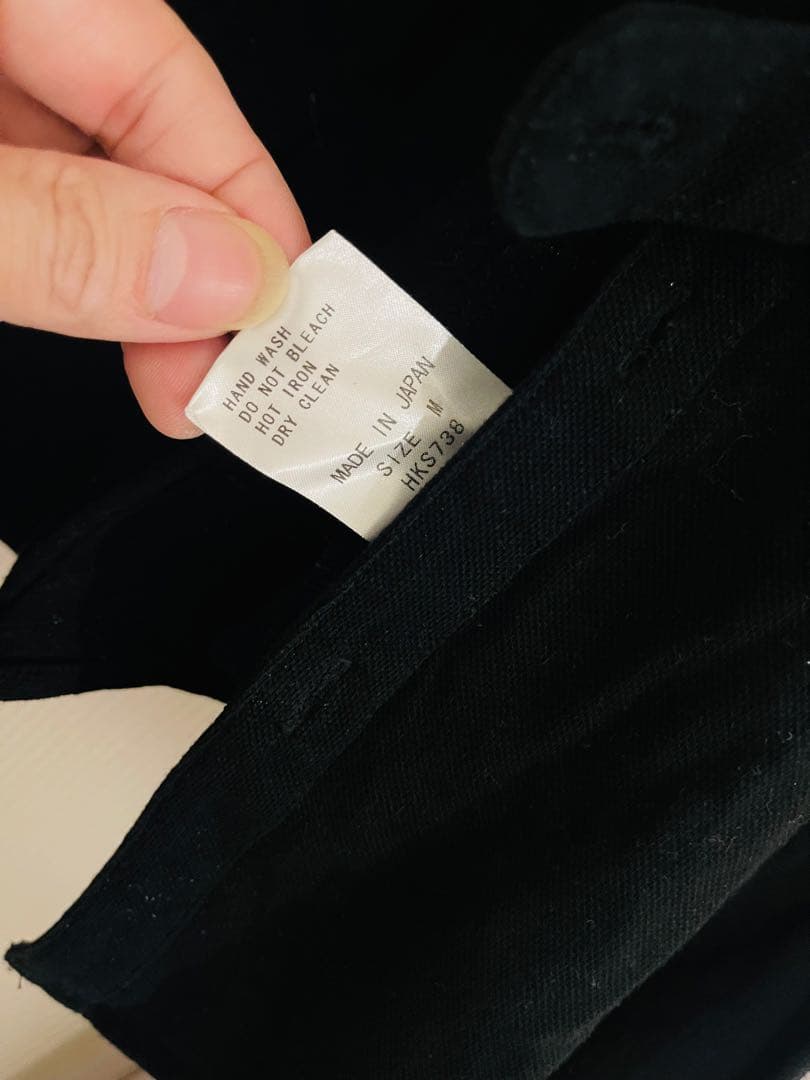 HAND WASH
DO NOT BLEACH
HOT IRON
DRY CLEAN
MADE IN JAPAN
SIZE M
HKS738